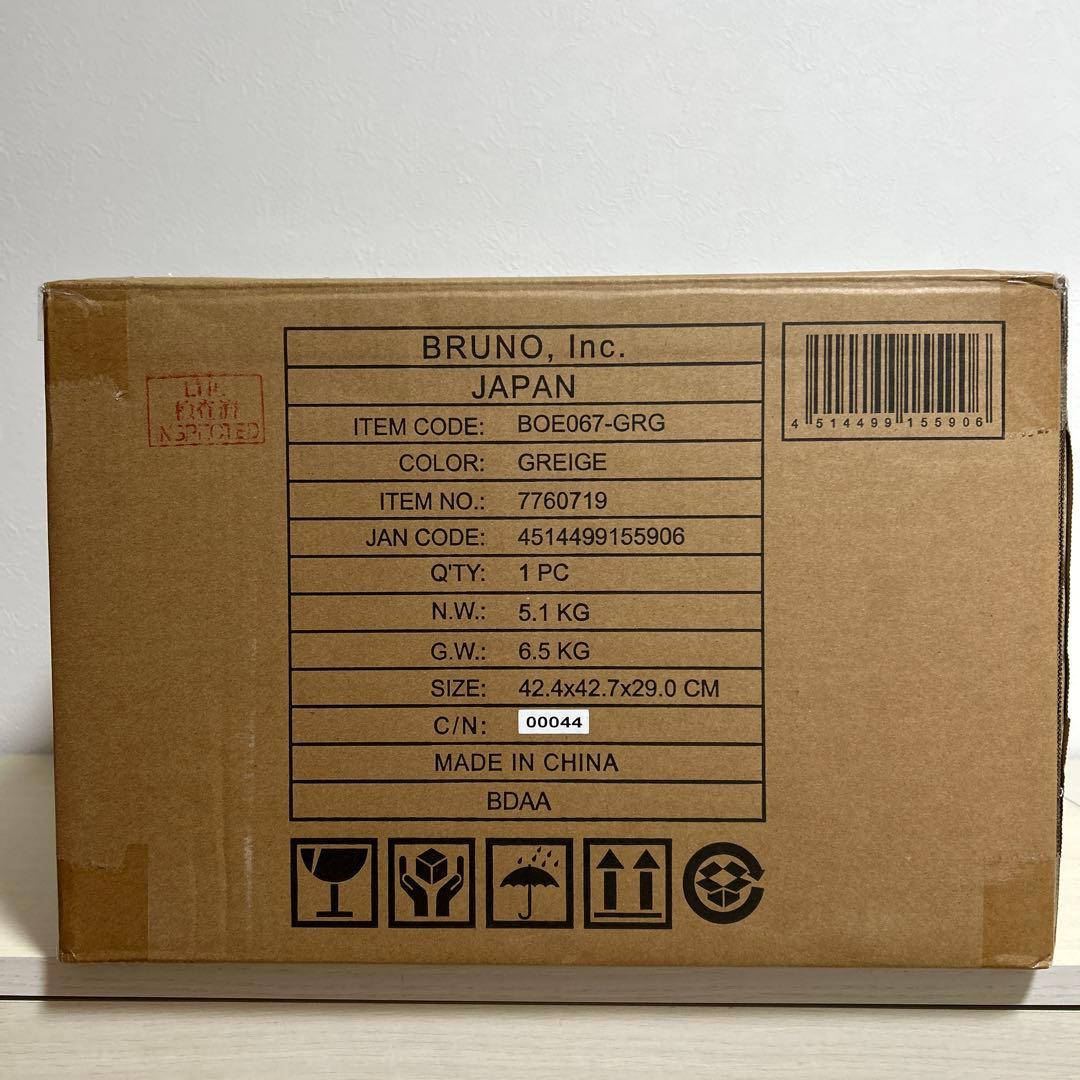 BRUNO, Inc.
JAPAN
ITEM CODE: BOE067-GRG
COLOR: GREIGE
ITEM NO.: 7760719
JAN CODE: 4514499155906
Q'TY: 1 PC
N.W.: 5.1 KG
G.W.: 6.5 KG
SIZE: 42.4x42.7x29.0 CM
C/N: 00044
MADE IN CHINA
BDAA
4 514499 155906
INSPECTED